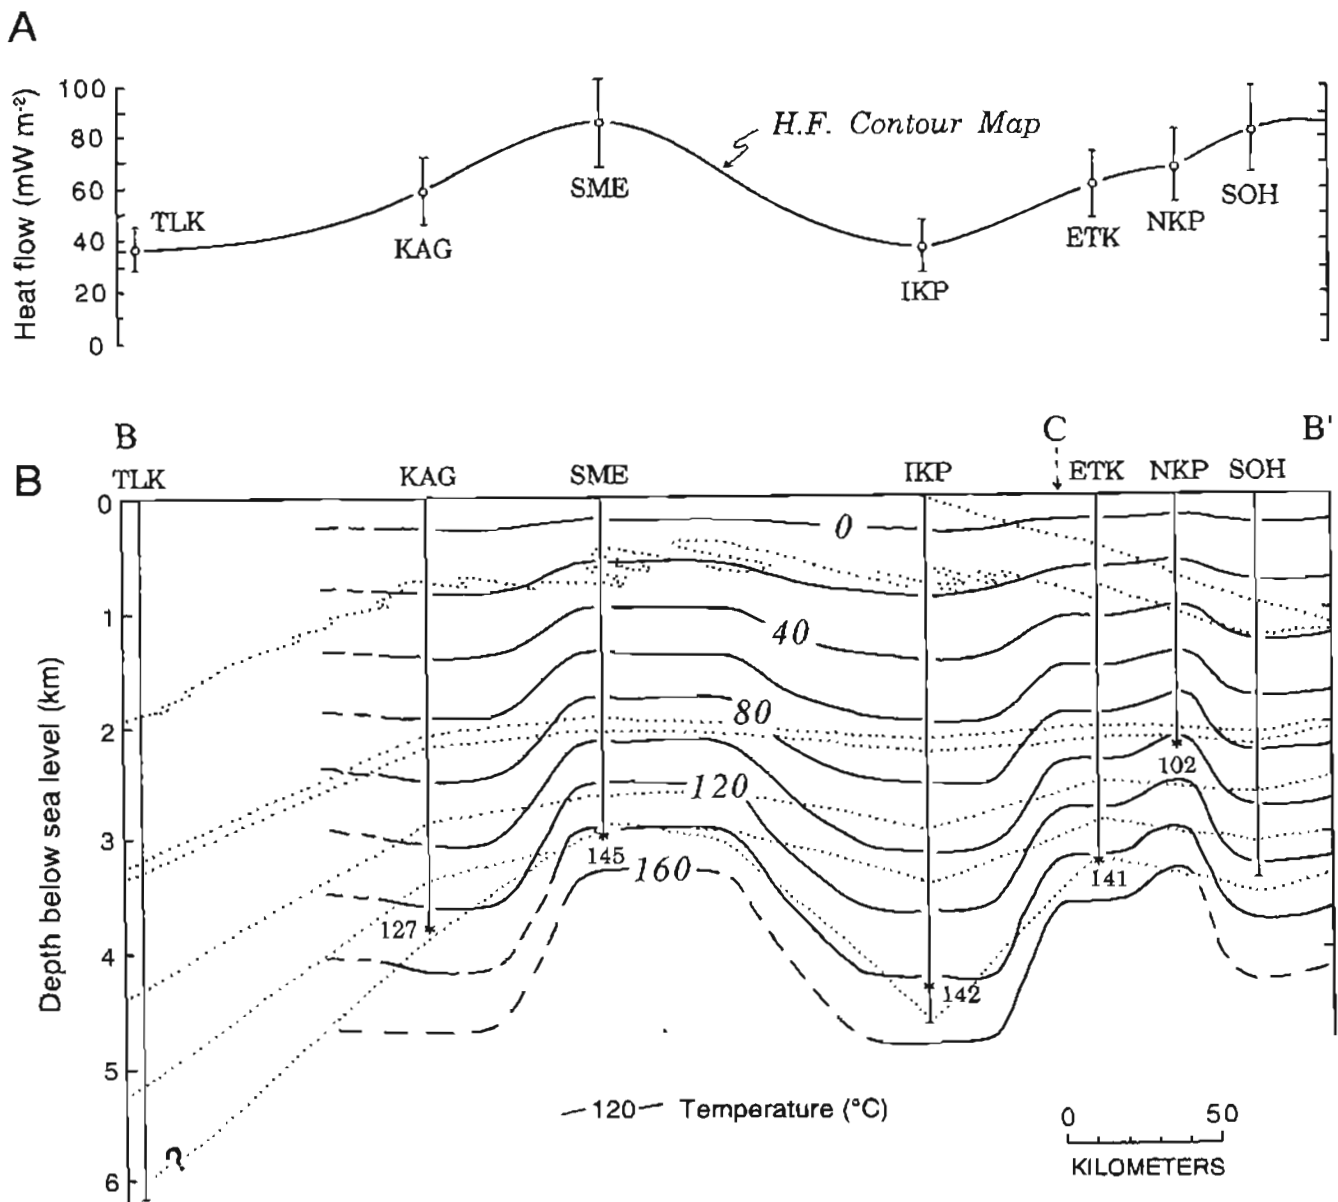 A
Heat flow (mW m-2)
100
80
60
40
20
0
H.F. Contour Map
TLK
KAG
SME
IKP
ETK
NKP
SOH
B
B C B'
TLK KAG SME IKP ETK NKP SOH
Depth below sea level (km)
0
1
2
3
4
5
6
0
40
80
120
160
102
145
141
127
142
?
—120— Temperature (°C)
0 50
KILOMETERS